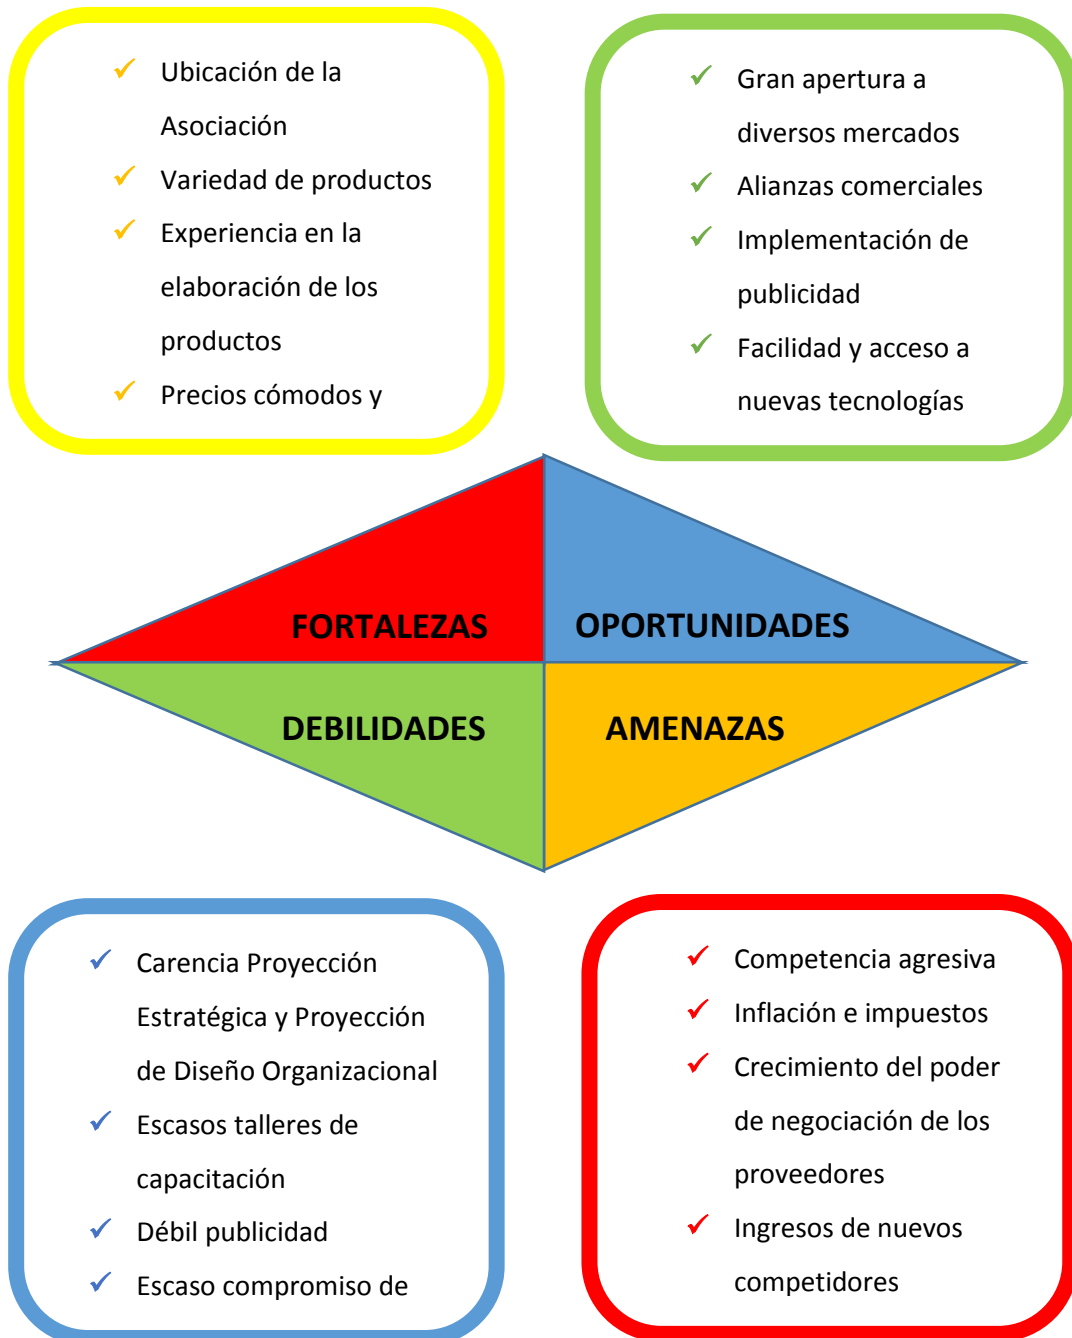 Ubicación de la
Asociación
Variedad de productos
Experiencia en la
elaboración de los
productos
Precios cómodos y
Gran apertura a
diversos mercados
Alianzas comerciales
Implementación de
publicidad
Facilidad y acceso a
nuevas tecnologías
FORTALEZAS
OPORTUNIDADES
DEBILIDADES
AMENAZAS
Carencia Proyección
Estratégica y Proyección
de Diseño Organizacional
Escasos talleres de
capacitación
Débil publicidad
Escaso compromiso de
Competencia agresiva
Inflación e impuestos
Crecimiento del poder
de negociación de los
proveedores
Ingresos de nuevos
competidores